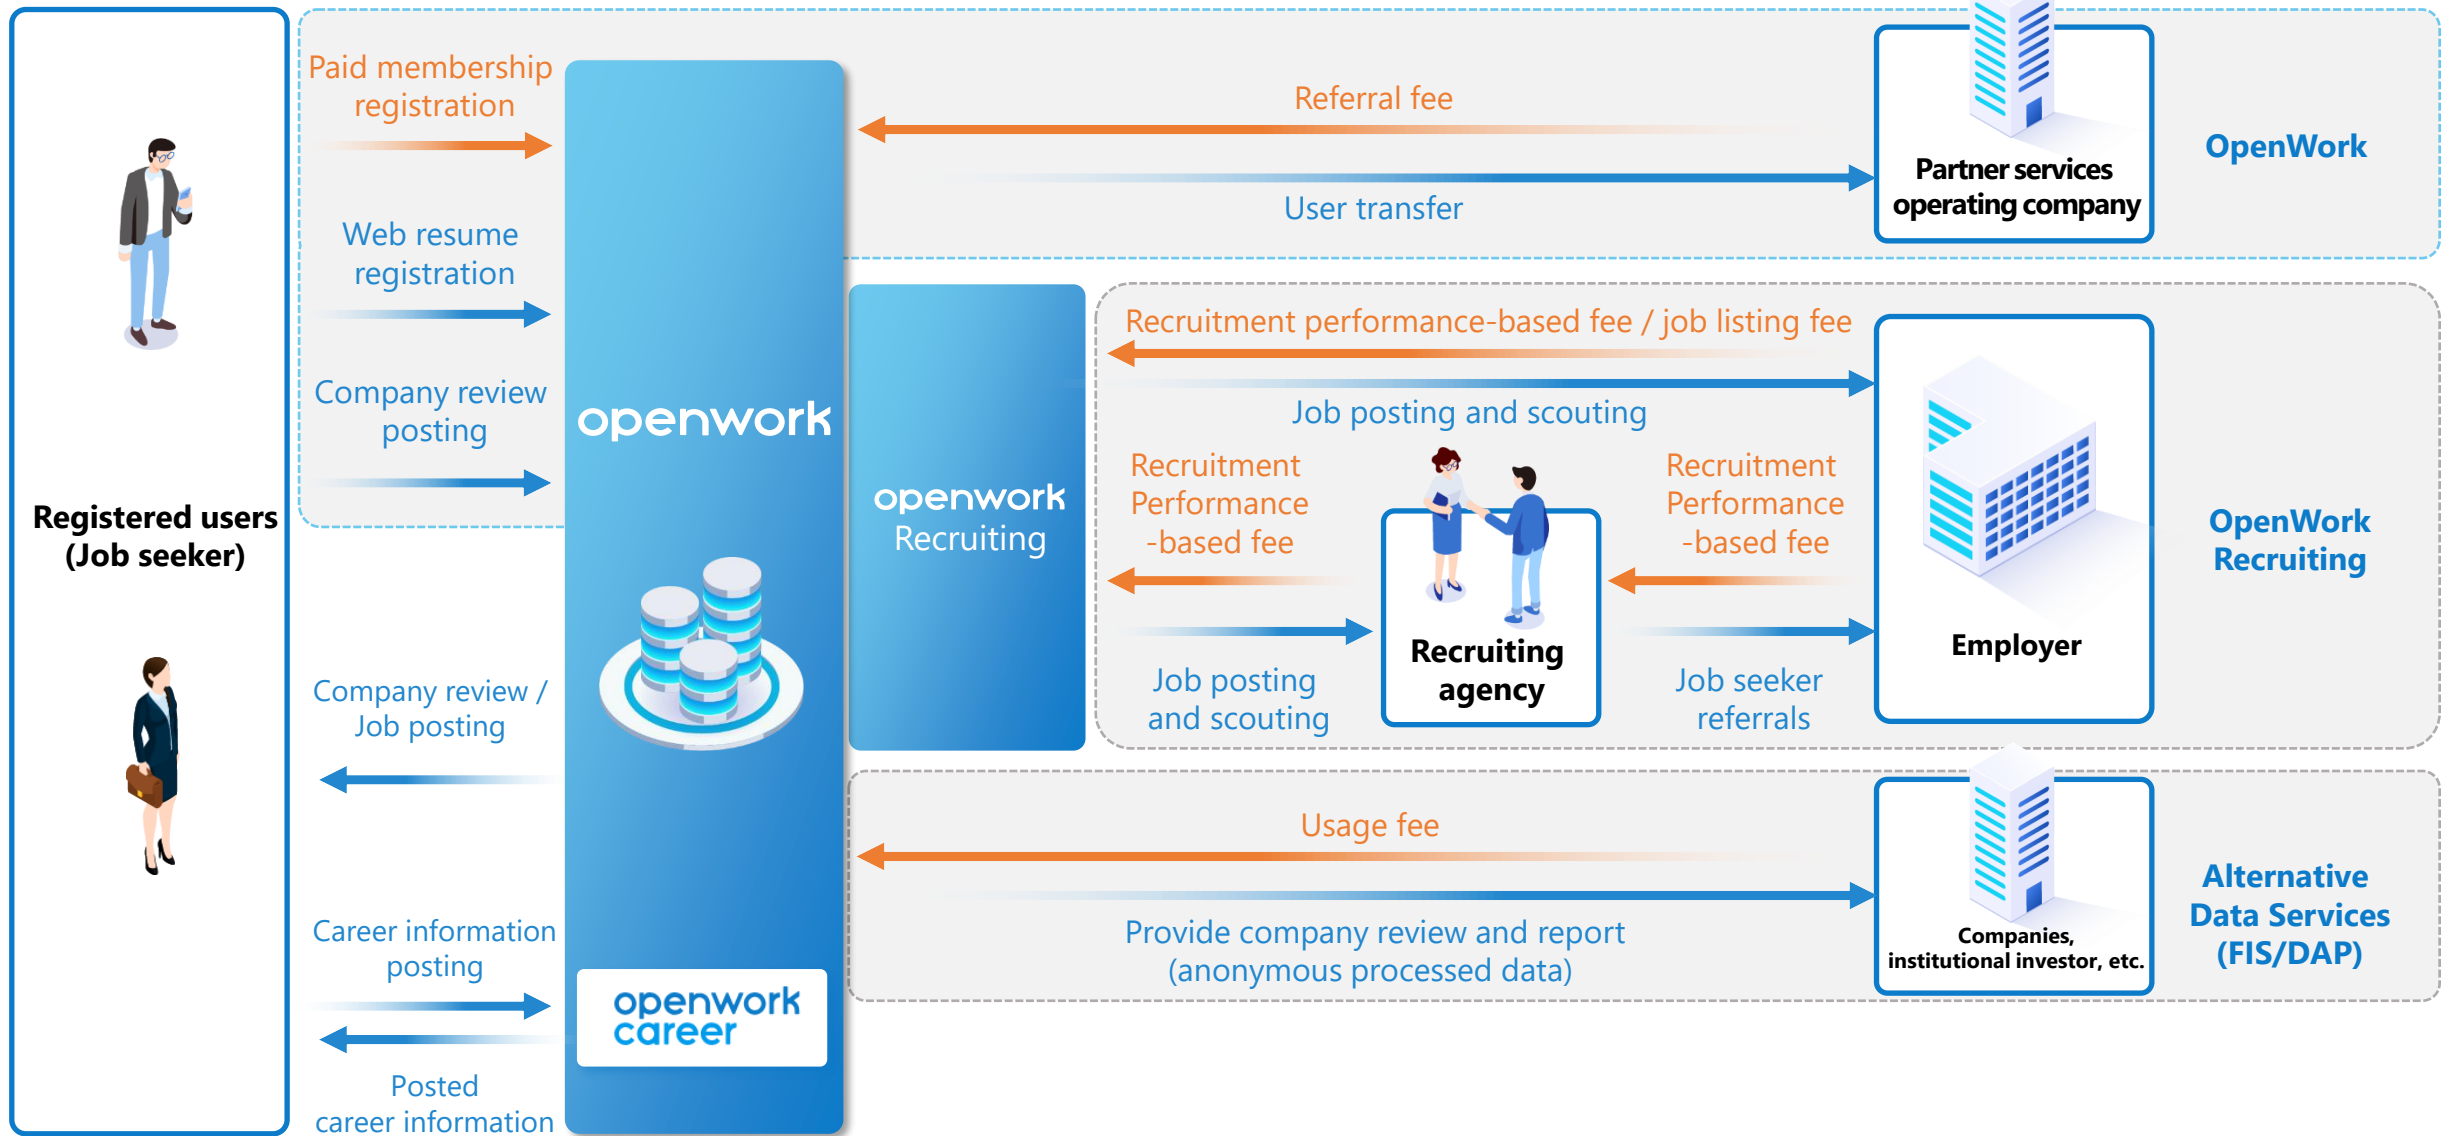 Registered users
(Job seeker)
Paid membership
registration
Web resume
registration
Company review
posting
Company review /
Job posting
Career information
posting
Posted
career information
openwork
openwork
career
openwork
Recruiting
Referral fee
User transfer
Partner services
operating company
OpenWork
Recruitment performance-based fee / job listing fee
Job posting and scouting
Recruitment
Performance
-based fee
Job posting
and scouting
Recruiting
agency
Recruitment
Performance
-based fee
Job seeker
referrals
Employer
OpenWork
Recruiting
Usage fee
Provide company review and report
(anonymous processed data)
Companies,
institutional investor, etc.
Alternative
Data Services
(FIS/DAP)